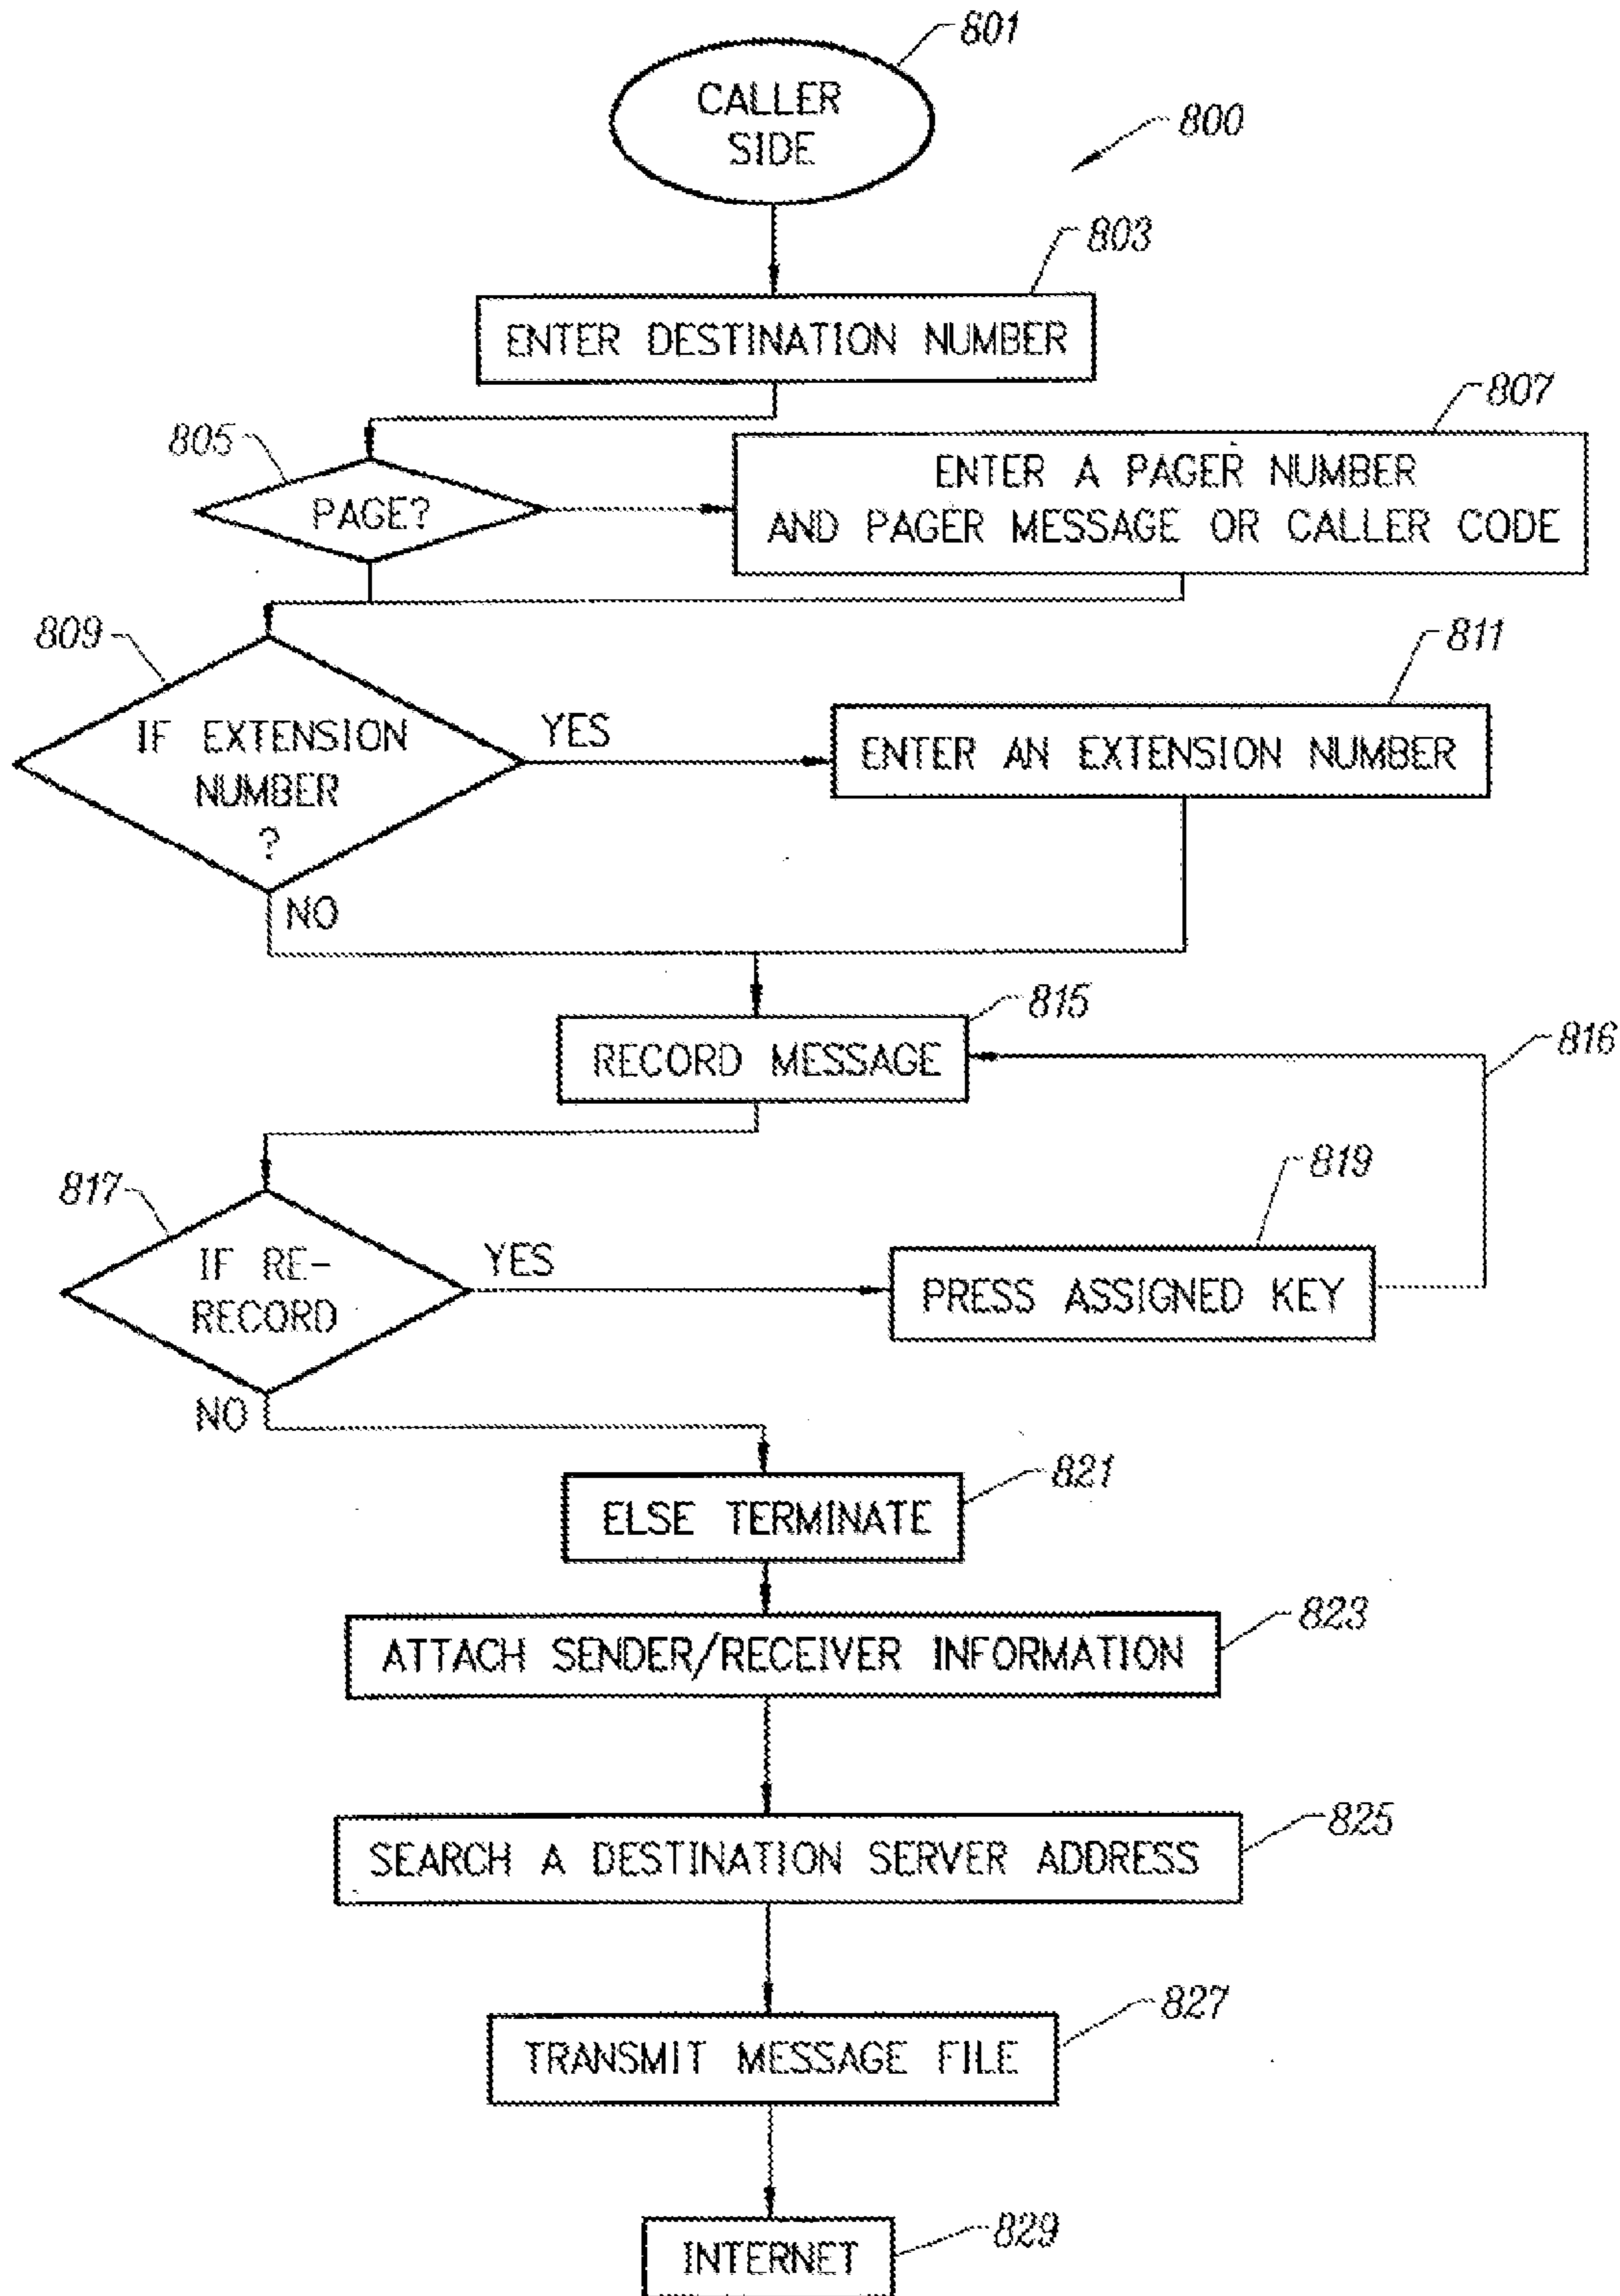 801
CALLER
SIDE
800
803
ENTER DESTINATION NUMBER
807
805
PAGE?
ENTER A PAGER NUMBER
AND PAGER MESSAGE OR CALLER CODE
809
811
IF EXTENSION
NUMBER
?
YES
ENTER AN EXTENSION NUMBER
NO
815
RECORD MESSAGE
816
817
819
IF RE-
RECORD
YES
PRESS ASSIGNED KEY
NO
821
ELSE TERMINATE
823
ATTACH SENDER/RECEIVER INFORMATION
825
SEARCH A DESTINATION SERVER ADDRESS
827
TRANSMIT MESSAGE FILE
829
INTERNET